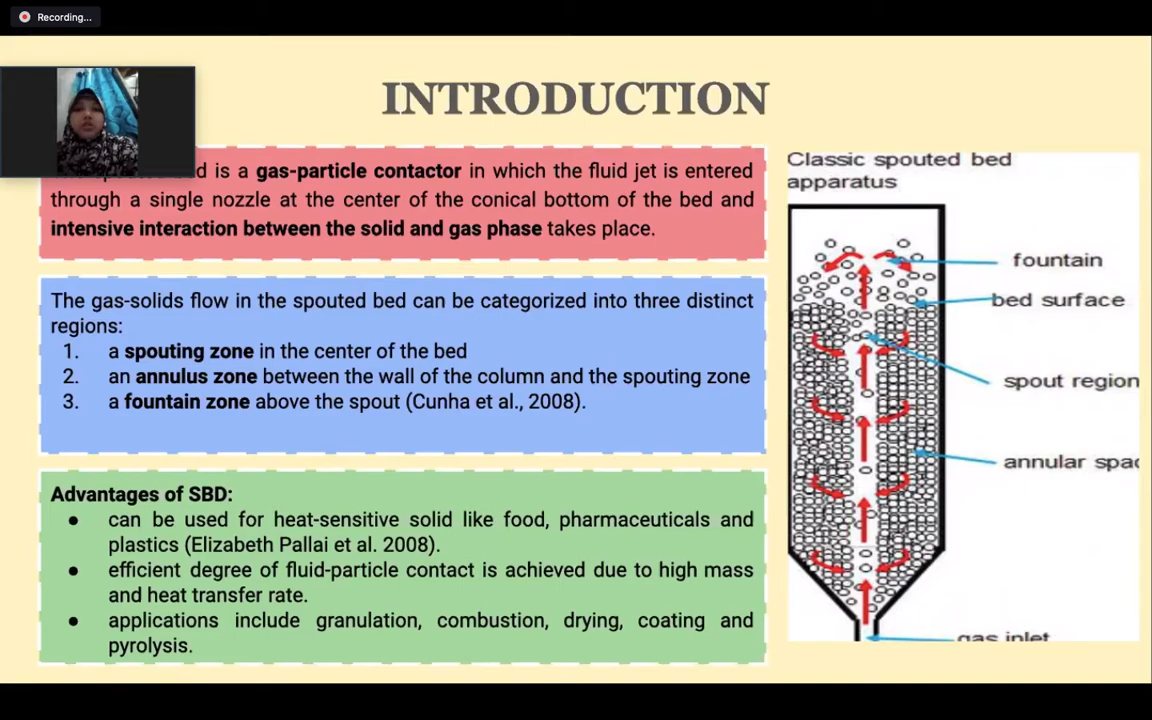 Recording...
INTRODUCTION
is a gas-particle contactor in which the fluid jet is entered
through a single nozzle at the center of the conical bottom of the bed and
intensive interaction between the solid and gas phase takes place.
The gas-solids flow in the spouted bed can be categorized into three distinct
regions:
1. a spouting zone in the center of the bed
2. an annulus zone between the wall of the column and the spouting zone
3. a fountain zone above the spout (Cunha et al., 2008).
Advantages of SBD:
● can be used for heat-sensitive solid like food, pharmaceuticals and
plastics (Elizabeth Pallai et al. 2008).
● efficient degree of fluid-particle contact is achieved due to high mass
and heat transfer rate.
● applications include granulation, combustion, drying, coating and
pyrolysis.
Classic spouted bed
apparatus
fountain
bed surface
spout region
annular spac
gas inlet